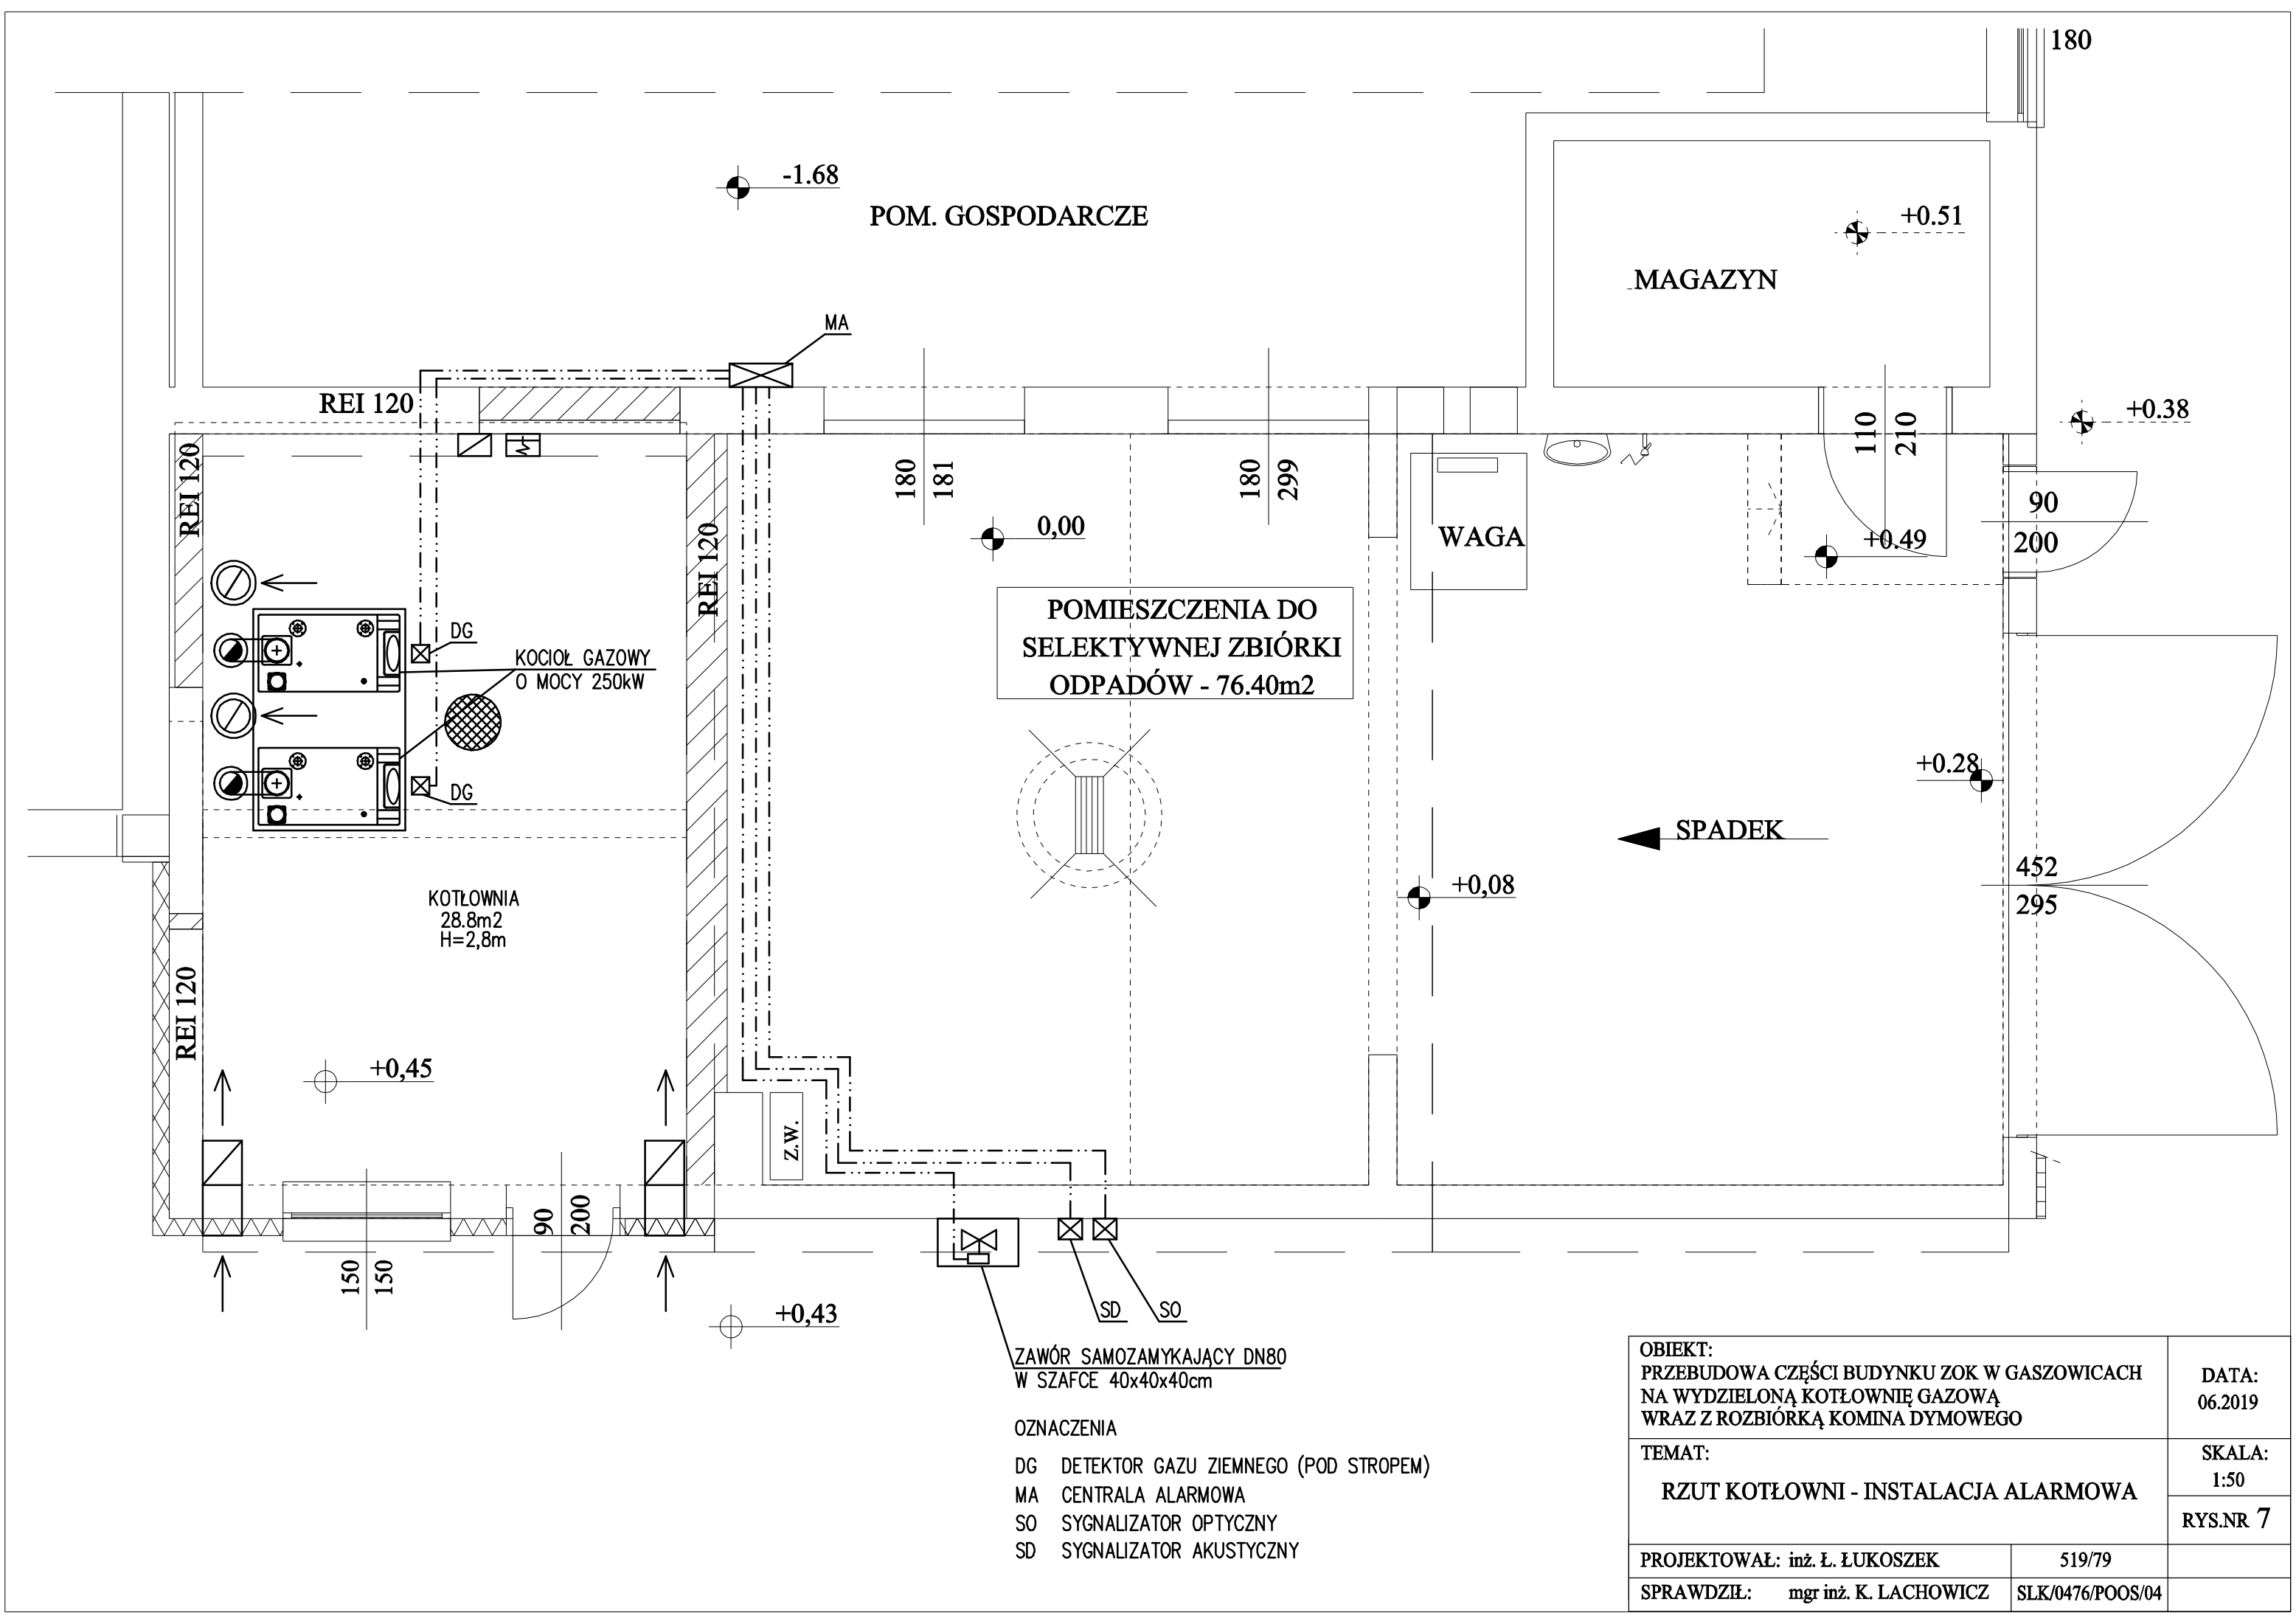 180
-1.68
POM. GOSPODARCZE
+0.51
MAGAZYN
MA
REI 120
+0.38
110
210
REI 120
180
181
180
299
REI 120
0,00
WAGA
+0.49
90
200
POMIESZCZENIA DO
SELEKTYWNEJ ZBIÓRKI
ODPADÓW - 76.40m2
DG
KOCIOŁ GAZOWY
O MOCY 250kW
DG
+0.28
SPADEK
452
295
+0,08
KOTŁOWNIA
28.8m2
H=2,8m
REI 120
+0,45
Z.W.
90
200
150
150
+0,43
SD
SO
ZAWÓR SAMOZAMYKAJĄCY DN80
W SZAFCE 40x40x40cm
OZNACZENIA
DG DETEKTOR GAZU ZIEMNEGO (POD STROPEM)
MA CENTRALA ALARMOWA
SO SYGNALIZATOR OPTYCZNY
SD SYGNALIZATOR AKUSTYCZNY
OBIEKT:
PRZEBUDOWA CZĘŚCI BUDYNKU ZOK W GASZOWICACH
NA WYDZIELONĄ KOTŁOWNIĘ GAZOWĄ
WRAZ Z ROZBIÓRKĄ KOMINA DYMOWEGO
DATA:
06.2019
TEMAT:
RZUT KOTŁOWNI - INSTALACJA ALARMOWA
SKALA:
1:50
RYS.NR 7
PROJEKTOWAŁ: inż. Ł. ŁUKOSZEK 519/79
SPRAWDZIŁ: mgr inż. K. LACHOWICZ SLK/0476/POOS/04